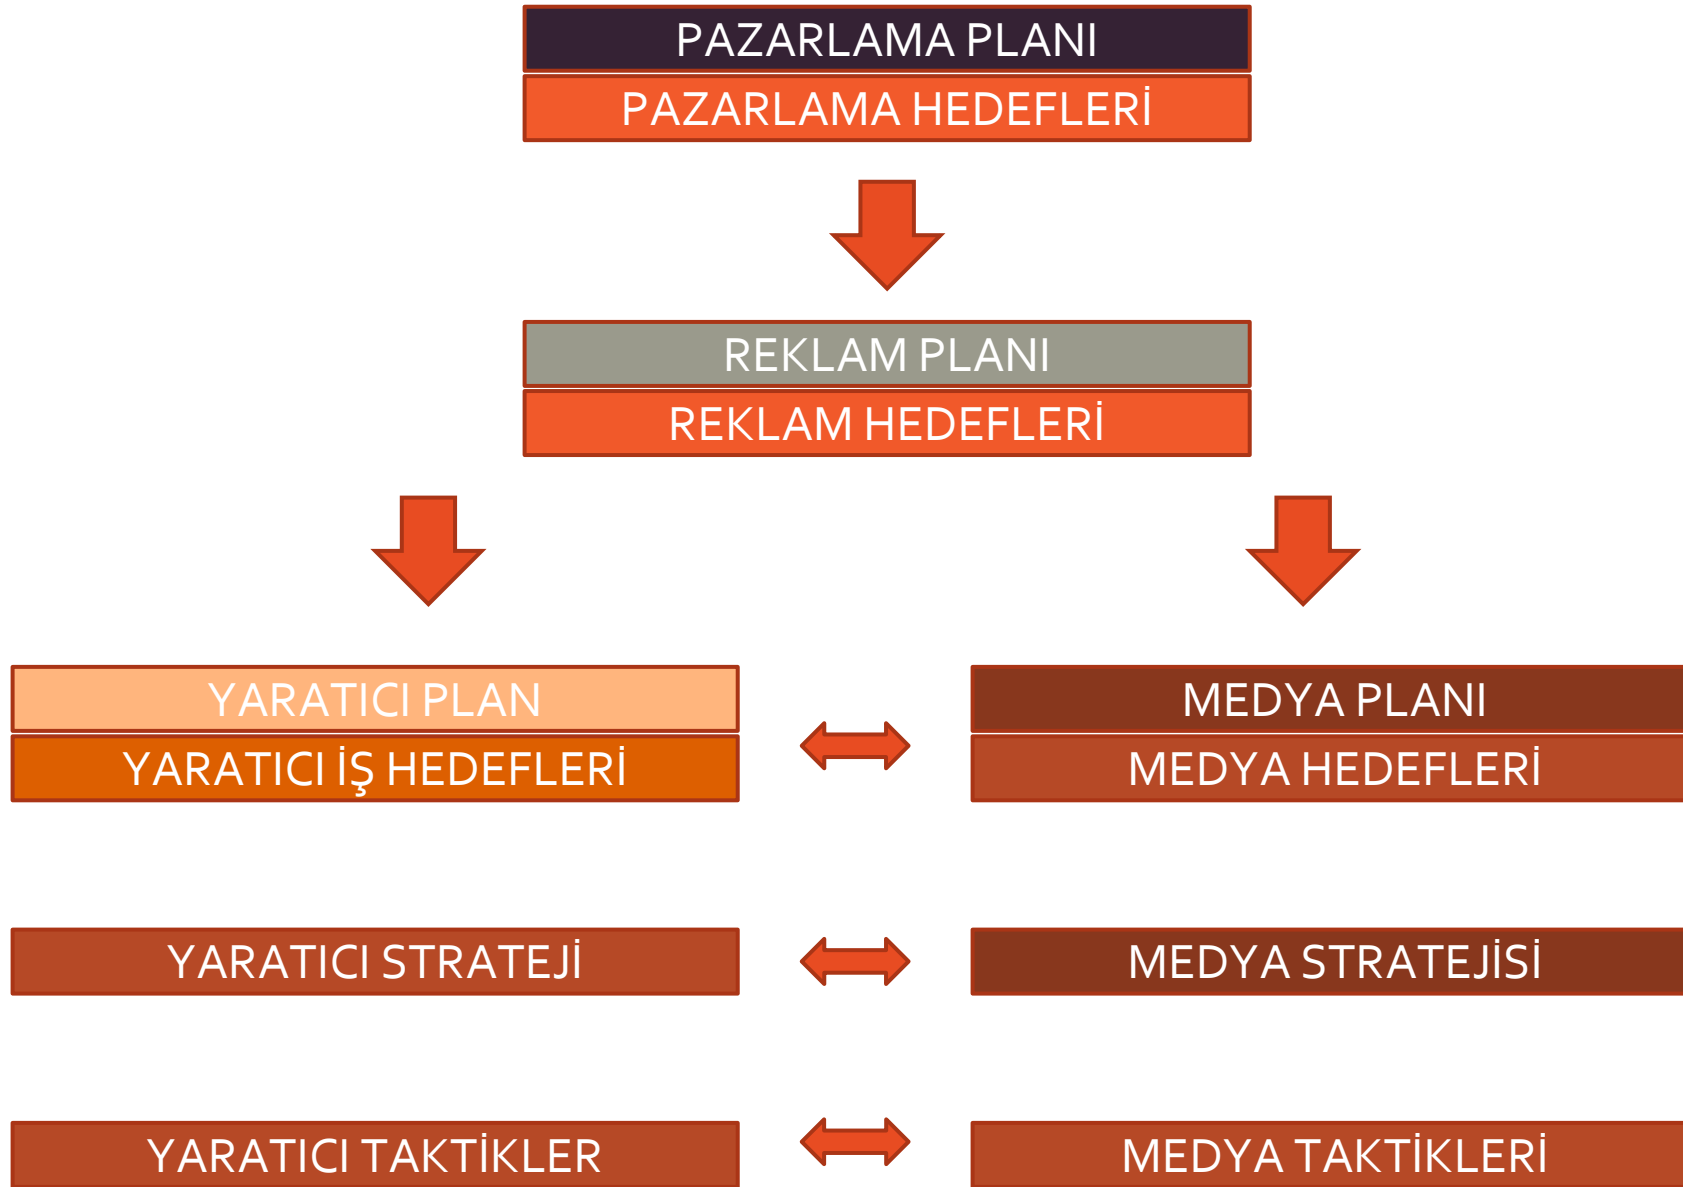 PAZARLAMA PLANI
PAZARLAMA HEDEFLERİ
REKLAM PLANI
REKLAM HEDEFLERİ
YARATICI PLAN
YARATICI İŞ HEDEFLERİ
MEDYA PLANI
MEDYA HEDEFLERİ
YARATICI STRATEJİ
MEDYA STRATEJİSİ
YARATICI TAKTİKLER
MEDYA TAKTİKLERİ